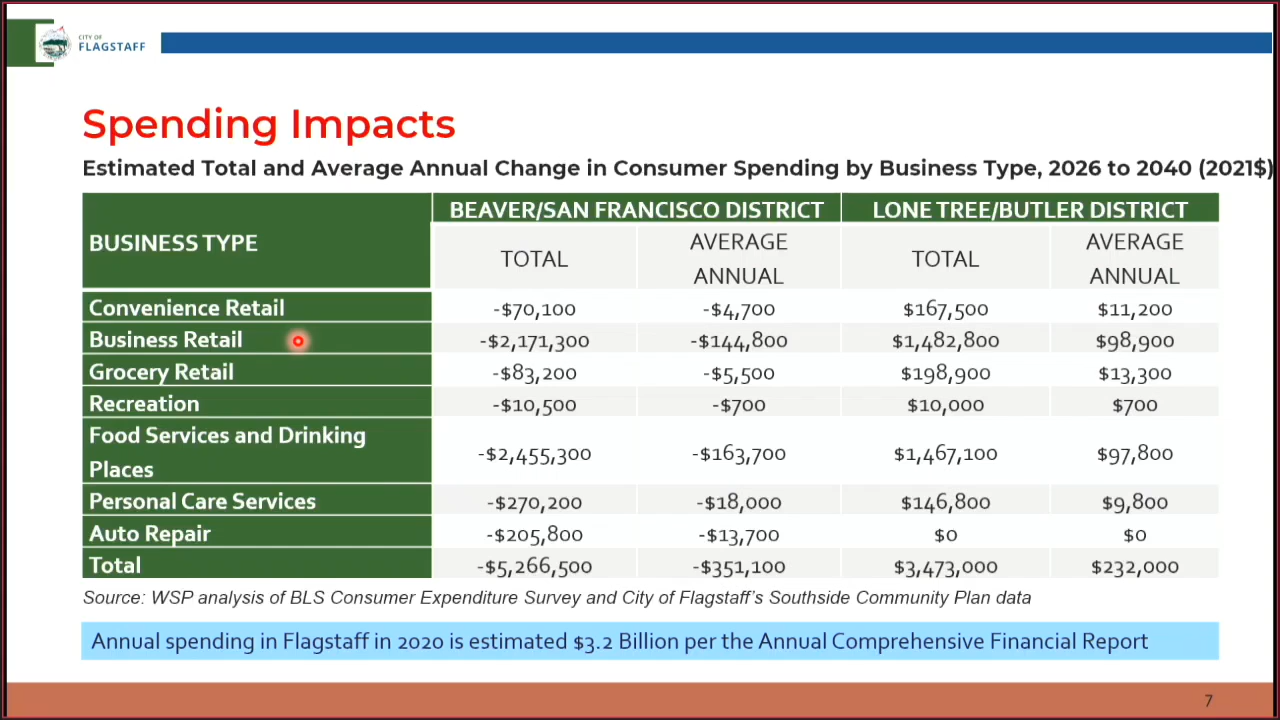 CITY OF
FLAGSTAFF
Spending Impacts
Estimated Total and Average Annual Change in Consumer Spending by Business Type, 2026 to 2040 (2021$)
BUSINESS TYPE BEAVER/SAN FRANCISCO DISTRICT LONE TREE/BUTLER DISTRICT
TOTAL AVERAGE ANNUAL TOTAL AVERAGE ANNUAL
Convenience Retail -$70,100 -$4,700 $167,500 $11,200
Business Retail -$2,171,300 -$144,800 $1,482,800 $98,900
Grocery Retail -$83,200 -$5,500 $198,900 $13,300
Recreation -$10,500 -$700 $10,000 $700
Food Services and Drinking Places -$2,455,300 -$163,700 $1,467,100 $97,800
Personal Care Services -$270,200 -$18,000 $146,800 $9,800
Auto Repair -$205,800 -$13,700 $0 $0
Total -$5,266,500 -$351,100 $3,473,000 $232,000
Source: WSP analysis of BLS Consumer Expenditure Survey and City of Flagstaff's Southside Community Plan data
Annual spending in Flagstaff in 2020 is estimated $3.2 Billion per the Annual Comprehensive Financial Report
7